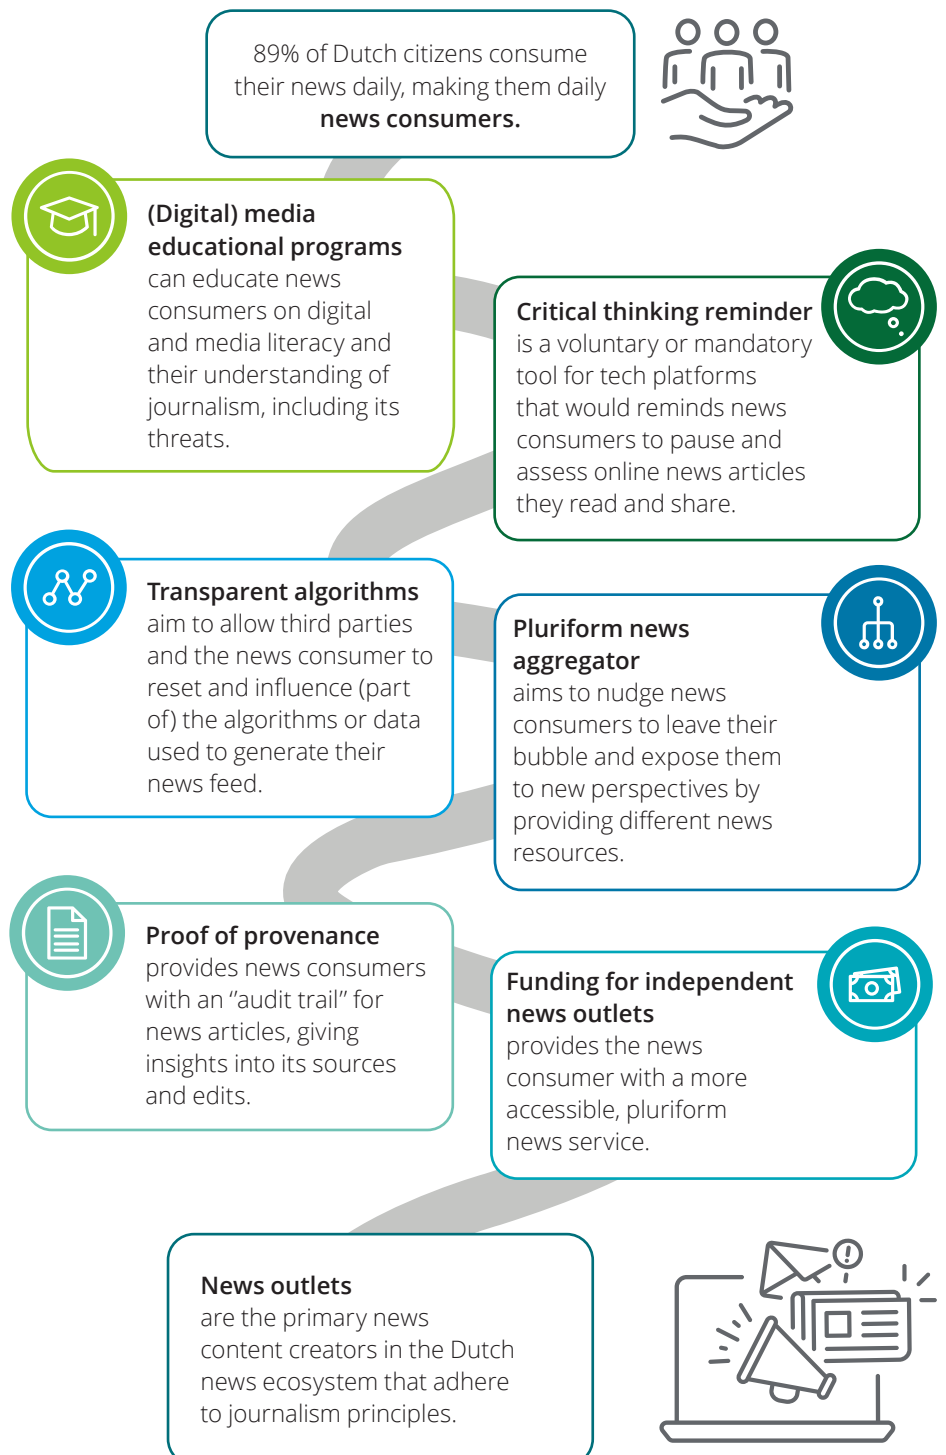 89% of Dutch citizens consume
their news daily, making them daily
news consumers.
(Digital) media
educational programs
can educate news
consumers on digital
and media literacy and
their understanding of
journalism, including its
threats.
Critical thinking reminder
is a voluntary or mandatory
tool for tech platforms
that would reminds news
consumers to pause and
assess online news articles
they read and share.
Transparent algorithms
aim to allow third parties
and the news consumer to
reset and influence (part
of) the algorithms or data
used to generate their
news feed.
Pluriform news
aggregator
aims to nudge news
consumers to leave their
bubble and expose them
to new perspectives by
providing different news
resources.
Proof of provenance
provides news consumers
with an “audit trail” for
news articles, giving
insights into its sources
and edits.
Funding for independent
news outlets
provides the news
consumer with a more
accessible, pluriform
news service.
News outlets
are the primary news
content creators in the Dutch
news ecosystem that adhere
to journalism principles.